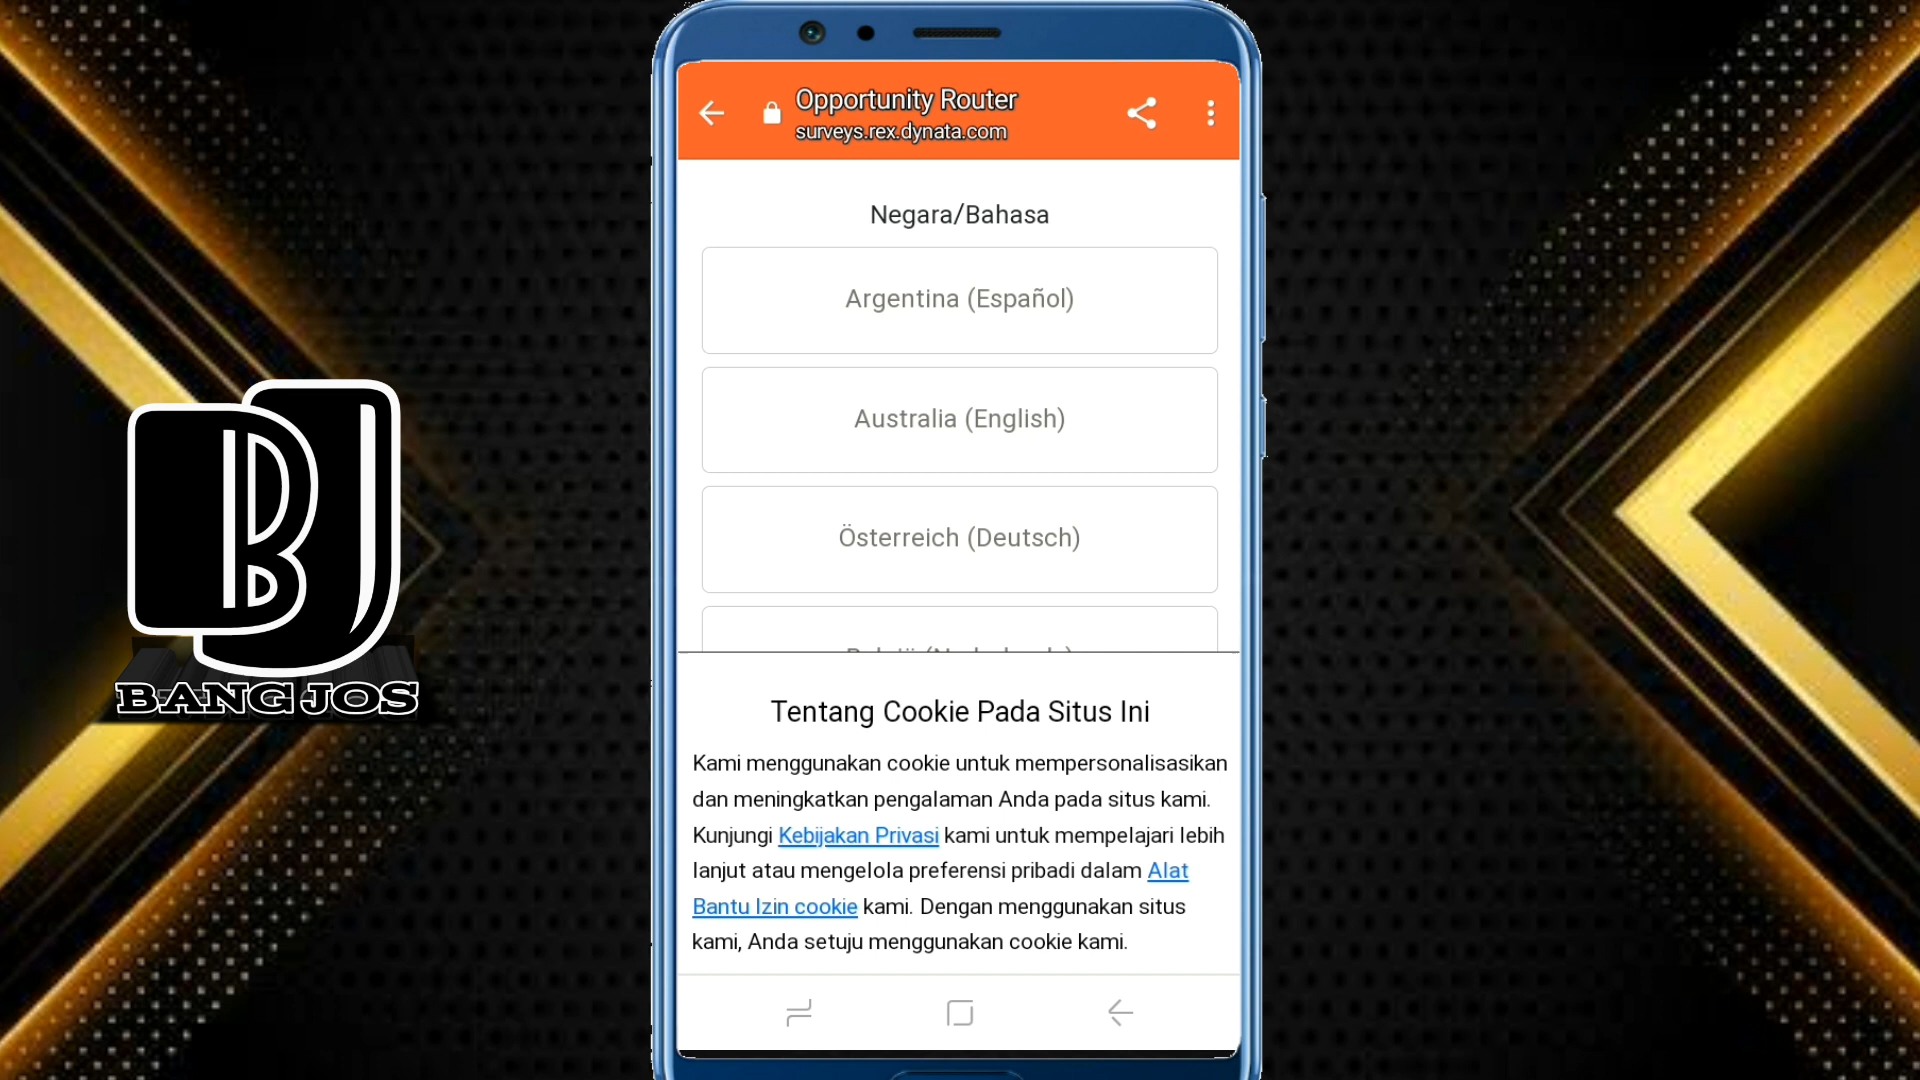 Opportunity Router
surveys.rex.dynata.com
Negara/Bahasa
Argentina (Español)
Australia (English)
Österreich (Deutsch)
Tentang Cookie Pada Situs Ini
Kami menggunakan cookie untuk mempersonalisasikan
dan meningkatkan pengalaman Anda pada situs kami.
Kunjungi Kebijakan Privasi kami untuk mempelajari lebih
lanjut atau mengelola preferensi pribadi dalam Alat
Bantu Izin cookie kami. Dengan menggunakan situs
kami, Anda setuju menggunakan cookie kami.
BJ
BANG JOS